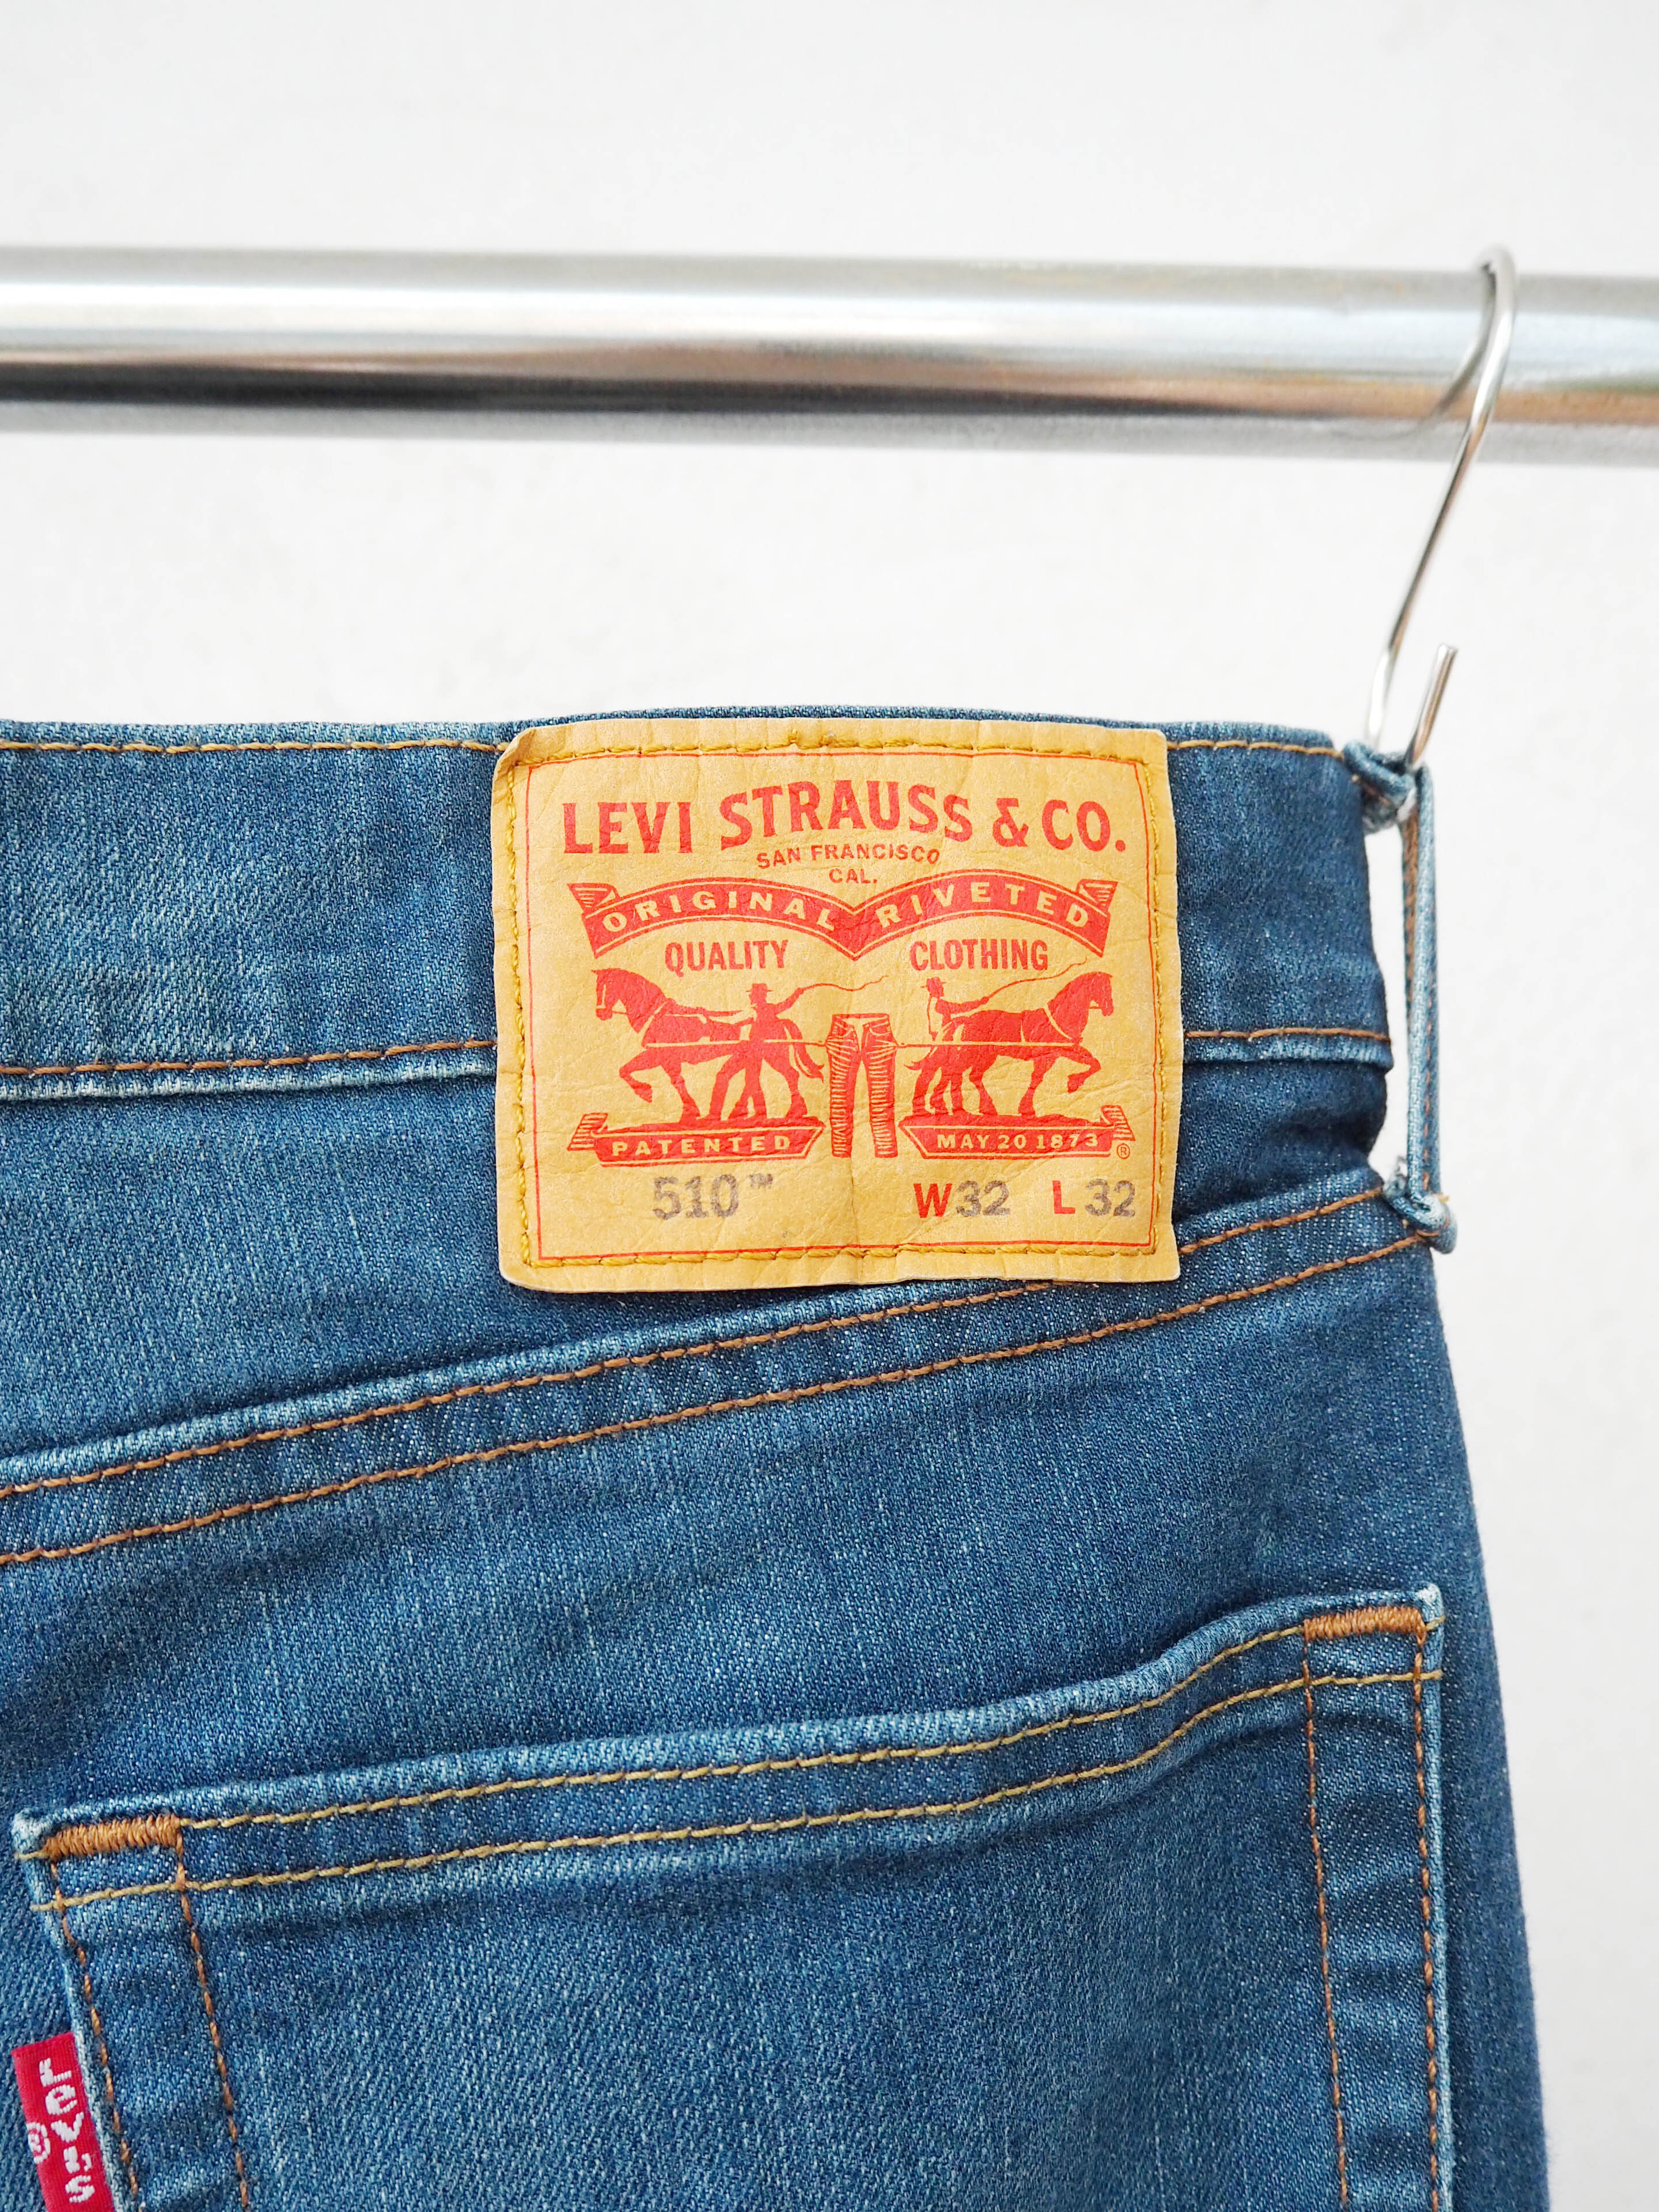 LEVI STRAUSS & CO.
SAN FRANCISCO
CAL.
ORIGINAL RIVETED
QUALITY CLOTHING
PATENTED MAY 20 1873 ®
510™ W32 L32
LEVI'S
®